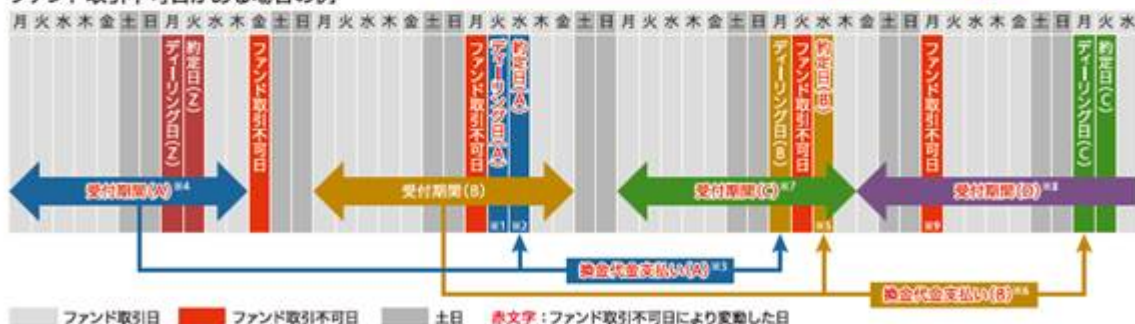 ファンド取引不可日がある場合の例
月 火 水 木 金 土 日 月 火 水 木 金 土 日 月 火 水 木 金 土 日 月 火 水 木 金 土 日 月 火 水 木 金 土 日 月 火 水 木 金 土 日 月 火 水 木 金 土 日 月 火 水
ディーリング日(Z)
約定日(Z)
ファンド取引不可日
ファンド取引不可日
ディーリング日(A)
約定日(A)
ディーリング日(B)
ファンド取引不可日
約定日(B)
ファンド取引不可日
ディーリング日(C)
約定日(C)
受付期間(A)※4
受付期間(B)
受付期間(C)※7
受付期間(D)※8
※1
※2
※5
※9
換金代金支払い(A)※3
換金代金支払い(B)※6
ファンド取引日
ファンド取引不可日
土日
赤文字：ファンド取引不可日により変動した日